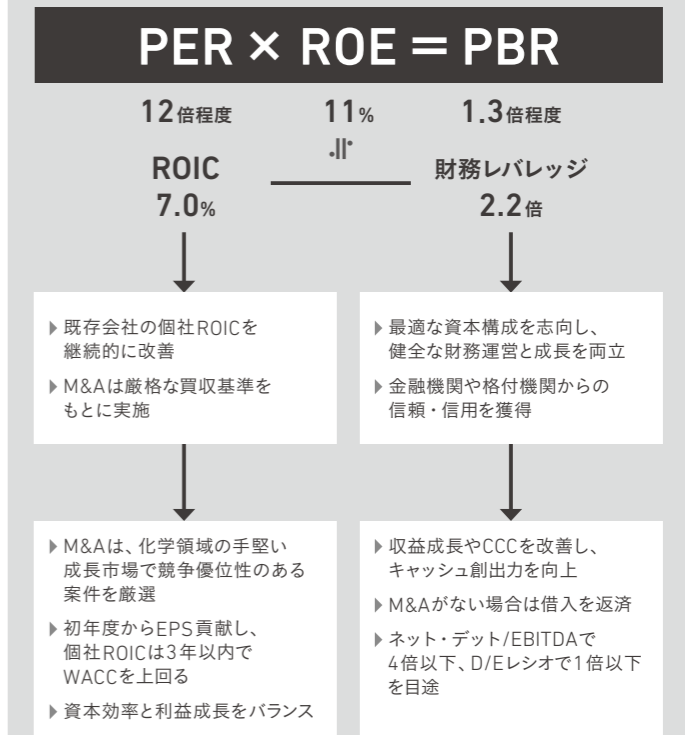 PER × ROE = PBR
12倍程度
11%
1.3倍程度
ROIC
7.0%
財務レバレッジ
2.2倍
既存会社の個社ROICを
継続的に改善
M&Aは厳格な買収基準を
もとに実施
最適な資本構成を志向し、
健全な財務運営と成長を両立
金融機関や格付機関からの
信頼・信用を獲得
M&Aは、化学領域の手堅い
成長市場で競争優位性のある
案件を厳選
初年度からEPS貢献し、
個社ROICは3年以内で
WACCを上回る
資本効率と利益成長をバランス
収益成長やCCCを改善し、
キャッシュ創出力を向上
M&Aがない場合は借入を返済
ネット・デット/EBITDAで
4倍以下、D/Eレシオで1倍以下
を目途